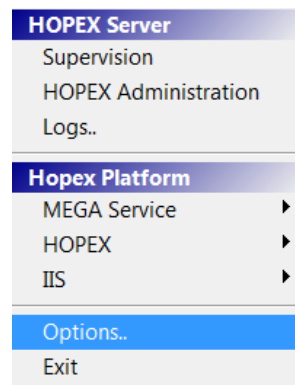 HOPEX Server
Supervision
HOPEX Administration
Logs..
Hopex Platform
MEGA Service
HOPEX
IIS
Options..
Exit